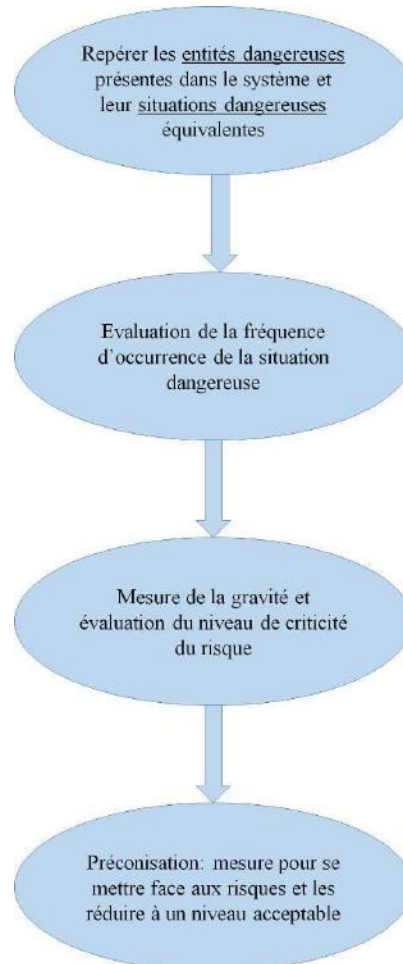 Repérer les entités dangereuses
présentes dans le système et
leur situations dangereuses
équivalentes
Evaluation de la fréquence
d’occurrence de la situation
dangereuse
Mesure de la gravité et
évaluation du niveau de criticité
du risque
Préconisation: mesure pour se
mettre face aux risques et les
réduire à un niveau acceptable